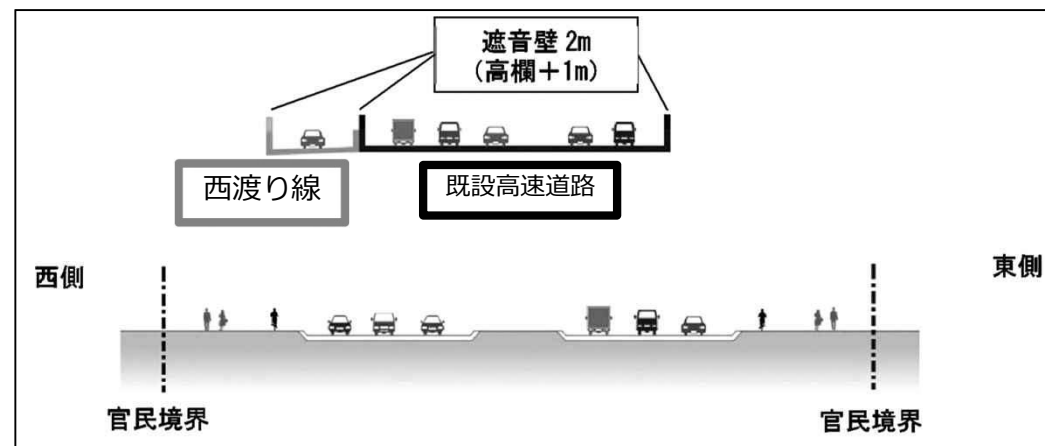 遮音壁 2m
(高欄+1m)
西渡り線
既設高速道路
西側
東側
官民境界
官民境界